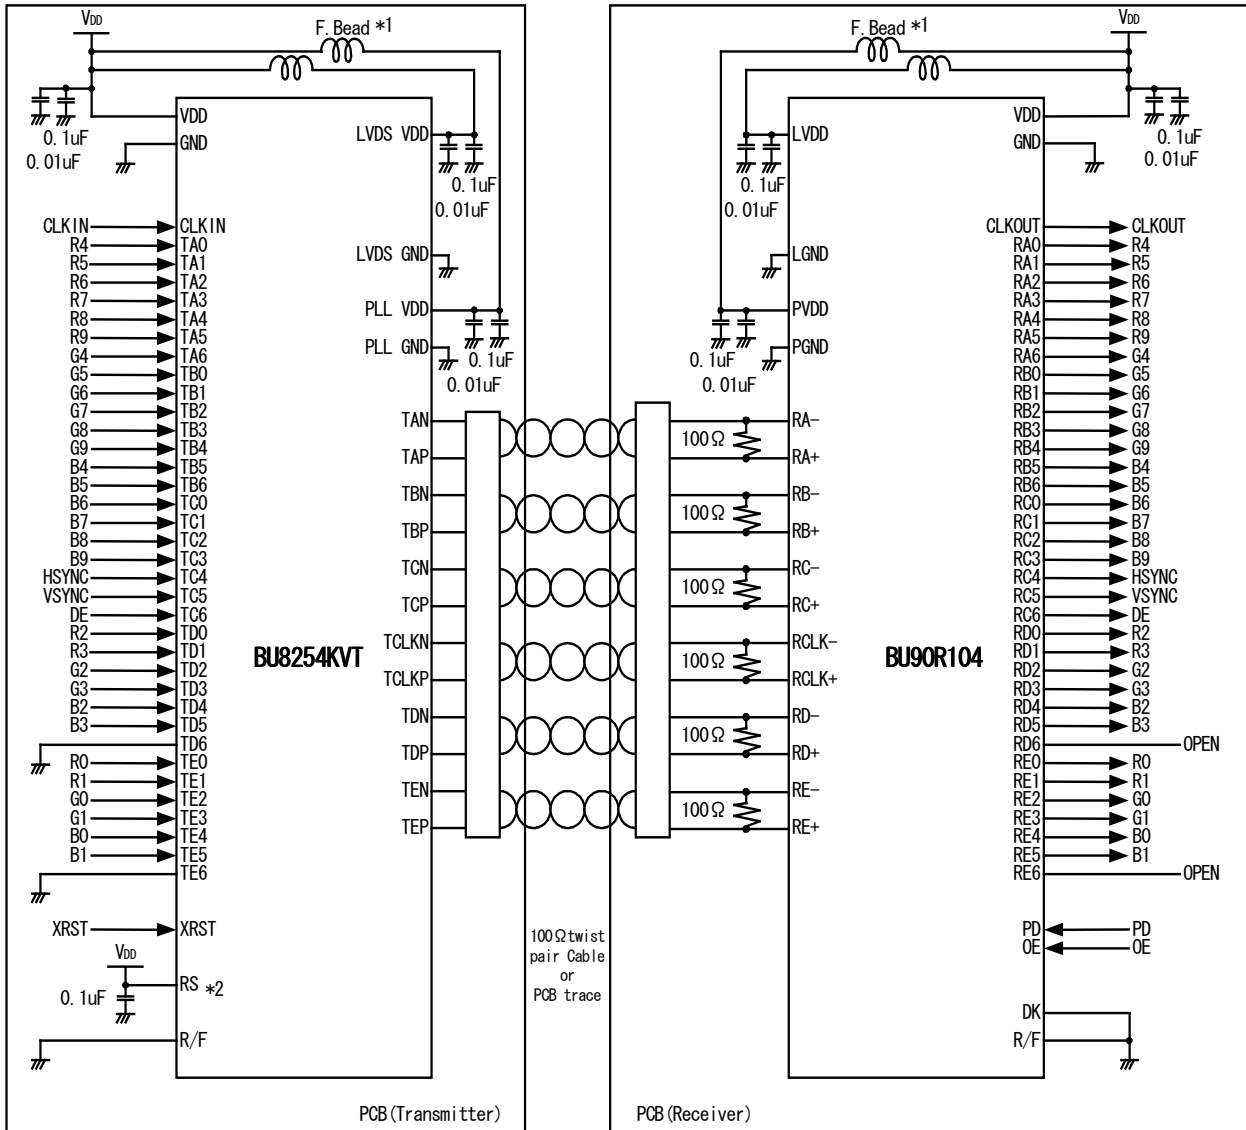 VDD
F. Bead *1
F. Bead *1
VDD
VDD
GND
0.1uF
0.01uF
LVDS VDD
0.1uF
0.01uF
LVDS GND
PLL VDD
0.1uF
0.01uF
PLL GND
LVDD
0.1uF
0.01uF
LGND
PVDD
0.1uF
0.01uF
PGND
VDD
GND
0.1uF
0.01uF
CLKIN CLKIN
R4 TA0
R5 TA1
R6 TA2
R7 TA3
R8 TA4
R9 TA5
G4 TA6
G5 TB0
G6 TB1
G7 TB2
G8 TB3
G9 TB4
B4 TB5
B5 TB6
B6 TC0
B7 TC1
B8 TC2
B9 TC3
HSYNC TC4
VSYNC TC5
DE TC6
R2 TD0
R3 TD1
G2 TD2
G3 TD3
B2 TD4
B3 TD5
TD6
R0 TE0
R1 TE1
G0 TE2
G1 TE3
B0 TE4
B1 TE5
TE6
XRST XRST
VDD
0.1uF
RS *2
R/F
BU8254KVT
TAN
TAP
TBN
TBP
TCN
TCP
TCLKN
TCLKP
TDN
TDP
TEN
TEP
PCB(Transmitter)
100Ωtwist
pair Cable
or
PCB trace
100Ω
100Ω
100Ω
100Ω
100Ω
100Ω
RA-
RA+
RB-
RB+
RC-
RC+
RCLK-
RCLK+
RD-
RD+
RE-
RE+
BU90R104
CLKOUT CLKOUT
RA0 R4
RA1 R5
RA2 R6
RA3 R7
RA4 R8
RA5 R9
RA6 G4
RB0 G5
RB1 G6
RB2 G7
RB3 G8
RB4 G9
RB5 B4
RB6 B5
RC0 B6
RC1 B7
RC2 B8
RC3 B9
RC4 HSYNC
RC5 VSYNC
RC6 DE
RD0 R2
RD1 R3
RD2 G2
RD3 G3
RD4 B2
RD5 B3
RD6 OPEN
RE0 R0
RE1 R1
RE2 G0
RE3 G1
RE4 B0
RE5 B1
RE6 OPEN
PD PD
OE OE
DK
R/F
PCB(Receiver)